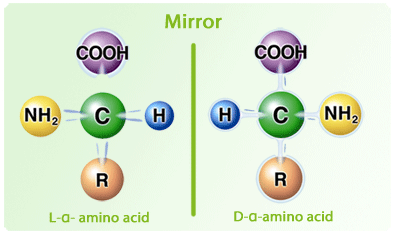 Mirror
COOH
COOH
NH₂ C H
H C NH₂
R
R
L-α- amino acid
D-α-amino acid